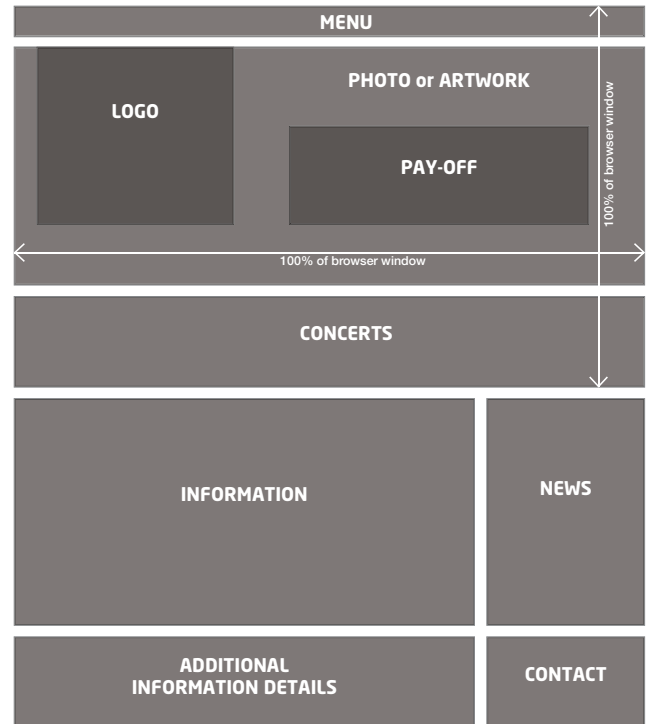 MENU
PHOTO or ARTWORK
LOGO
PAY-OFF
100% of browser window
100% of browser window
CONCERTS
INFORMATION
NEWS
ADDITIONAL
INFORMATION DETAILS
CONTACT